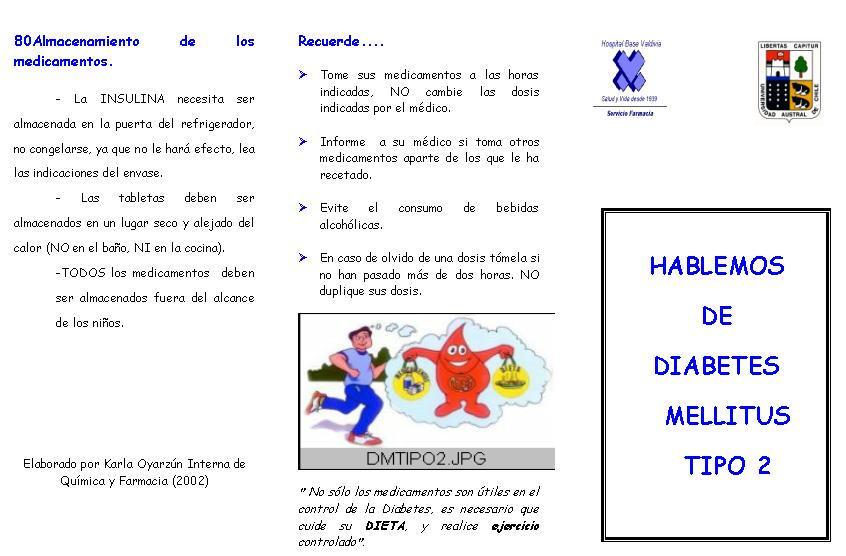 80Almacenamiento de los
medicamentos.
- La INSULINA necesita ser
almacenada en la puerta del refrigerador,
no congelarse, ya que no le hará efecto, lea
las indicaciones del envase.
- Las tabletas deben ser
almacenados en un lugar seco y alejado del
calor (NO en el baño, NI en la cocina).
-TODOS los medicamentos deben
ser almacenados fuera del alcance
de los niños.
Elaborado por Karla Oyarzún Interna de
Química y Farmacia (2002)
Recuerde....
Tome sus medicamentos a las horas
indicadas, NO cambie las dosis
indicadas por el médico.
Informe a su médico si toma otros
medicamentos aparte de los que le ha
recetado.
Evite el consumo de bebidas
alcohólicas.
En caso de olvido de una dosis tómela si
no han pasado más de dos horas. NO
duplique sus dosis.
DMTIPO2.JPG
" No sólo los medicamentos son útiles en el
control de la Diabetes, es necesario que
cuide su DIETA, y realice ejercicio
controlado".
Hospital Base Valdivia
Salud y Vida desde 1939
Servicio Farmacia
LIBERTAS CAPITUR
UNIVERSIDAD AUSTRAL DE CHILE
HABLEMOS
DE
DIABETES
MELLITUS
TIPO 2